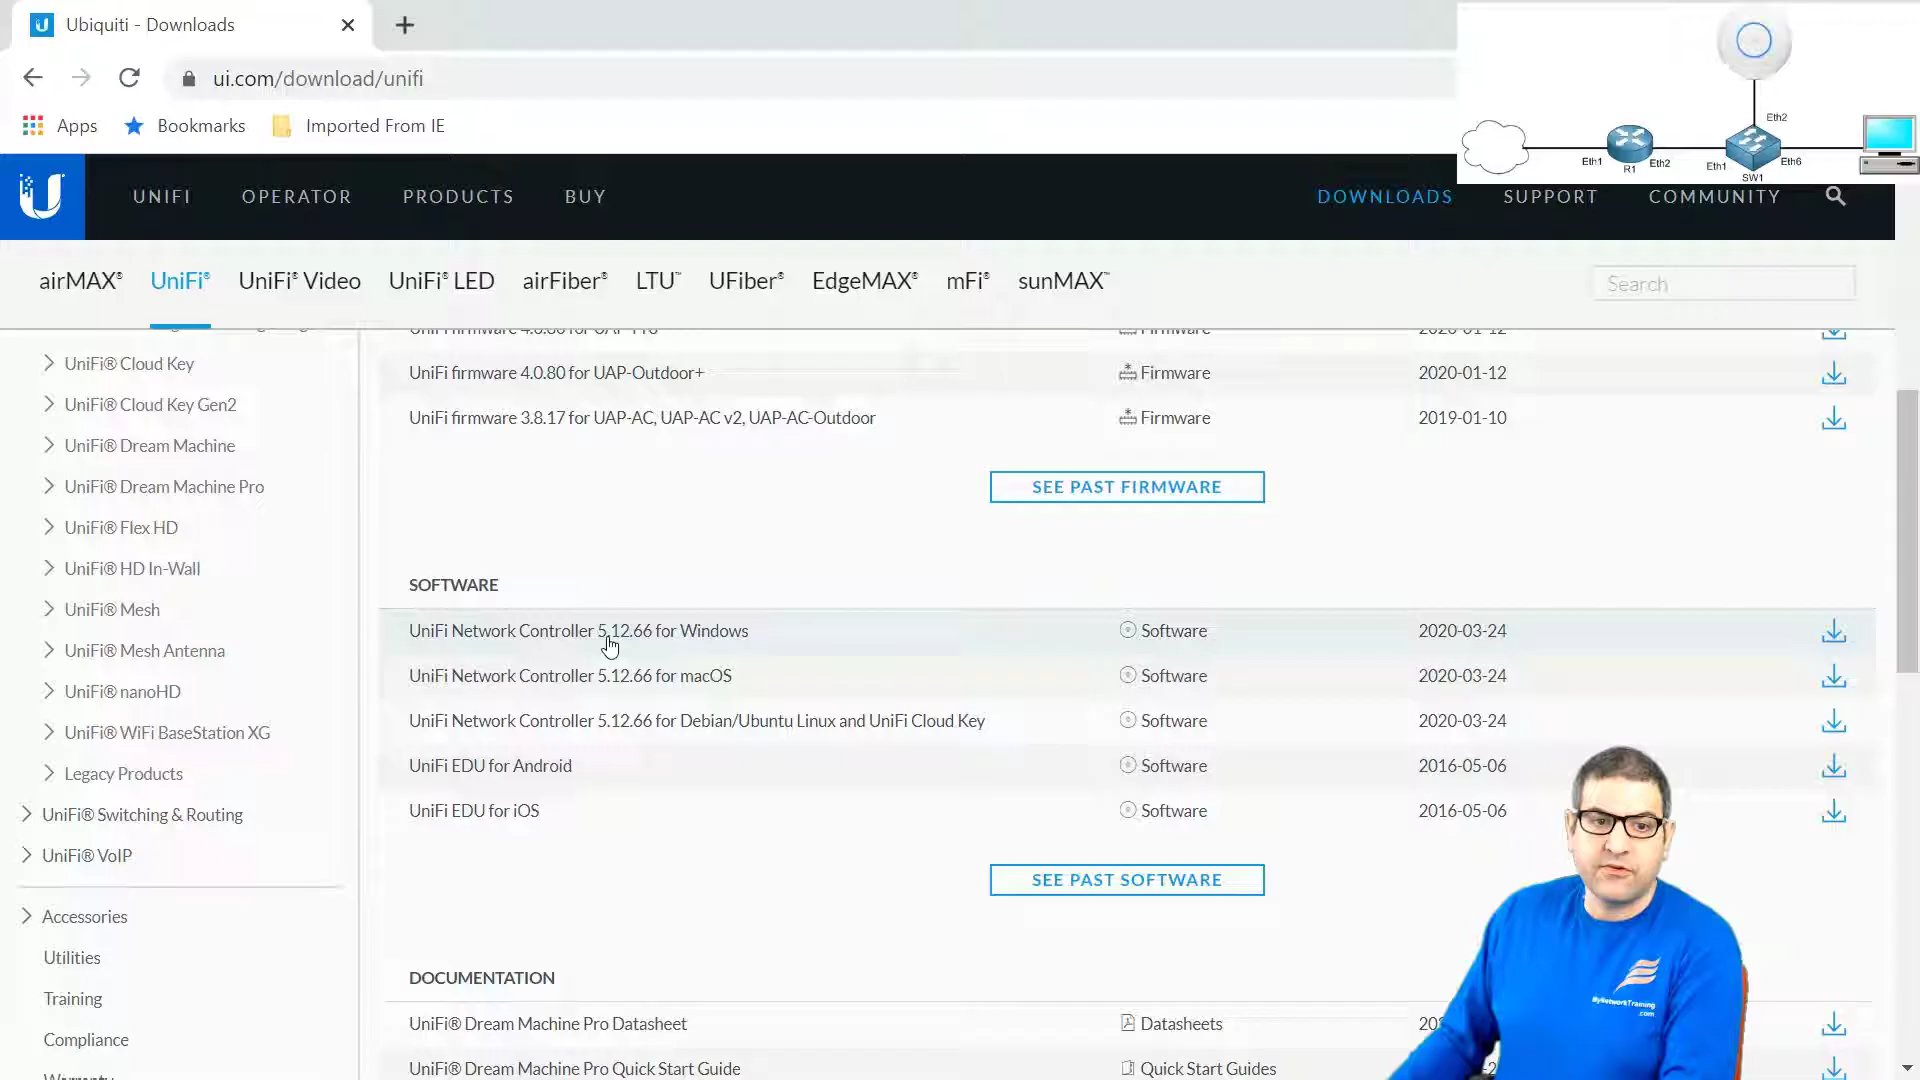 Ubiquiti - Downloads
ui.com/download/unifi
Apps
Bookmarks
Imported From IE
Eth2
Eth1
R1
Eth2
Eth1
SW1
Eth6
UNIFI
OPERATOR
PRODUCTS
BUY
DOWNLOADS
SUPPORT
COMMUNITY
airMAX®
UniFi®
UniFi® Video
UniFi® LED
airFiber®
LTU™
UFiber®
EdgeMAX®
mFi®
sunMAX™
Search
UniFi® Cloud Key
UniFi® Cloud Key Gen2
UniFi® Dream Machine
UniFi® Dream Machine Pro
UniFi® Flex HD
UniFi® HD In-Wall
UniFi® Mesh
UniFi® Mesh Antenna
UniFi® nanoHD
UniFi® WiFi BaseStation XG
Legacy Products
UniFi® Switching & Routing
UniFi® VoIP
Accessories
Utilities
Training
Compliance
UniFi firmware 4.0.80 for UAP-Outdoor+ Firmware 2020-01-12
UniFi firmware 3.8.17 for UAP-AC, UAP-AC v2, UAP-AC-Outdoor Firmware 2019-01-10
SEE PAST FIRMWARE
SOFTWARE
UniFi Network Controller 5.12.66 for Windows Software 2020-03-24
UniFi Network Controller 5.12.66 for macOS Software 2020-03-24
UniFi Network Controller 5.12.66 for Debian/Ubuntu Linux and UniFi Cloud Key Software 2020-03-24
UniFi EDU for Android Software 2016-05-06
UniFi EDU for iOS Software 2016-05-06
SEE PAST SOFTWARE
DOCUMENTATION
UniFi® Dream Machine Pro Datasheet Datasheets
UniFi® Dream Machine Pro Quick Start Guide Quick Start Guides
MyNetworkTraining
.com